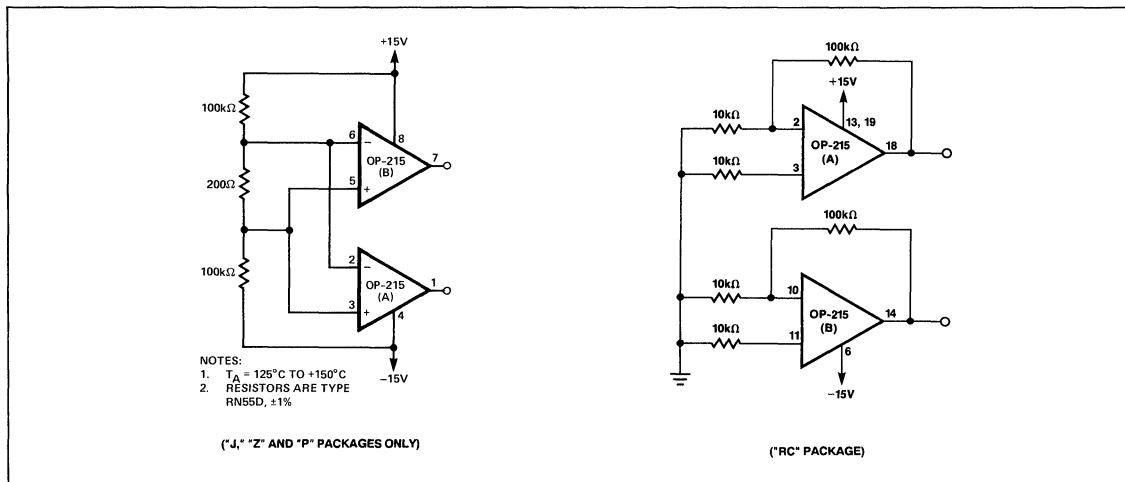 +15V
100kΩ
6
−
8
OP-215
(B)
7
200Ω
5
+
2
−
100kΩ
OP-215
(A)
1
3
+
4
−15V
NOTES:
1. TA = 125°C TO +150°C
2. RESISTORS ARE TYPE
RN55D, ±1%
("J," "Z" AND "P" PACKAGES ONLY)
100kΩ
+15V
10kΩ
2
13, 19
OP-215
(A)
18
10kΩ
3
100kΩ
10kΩ
10
OP-215
(B)
14
10kΩ
11
6
−15V
("RC" PACKAGE)